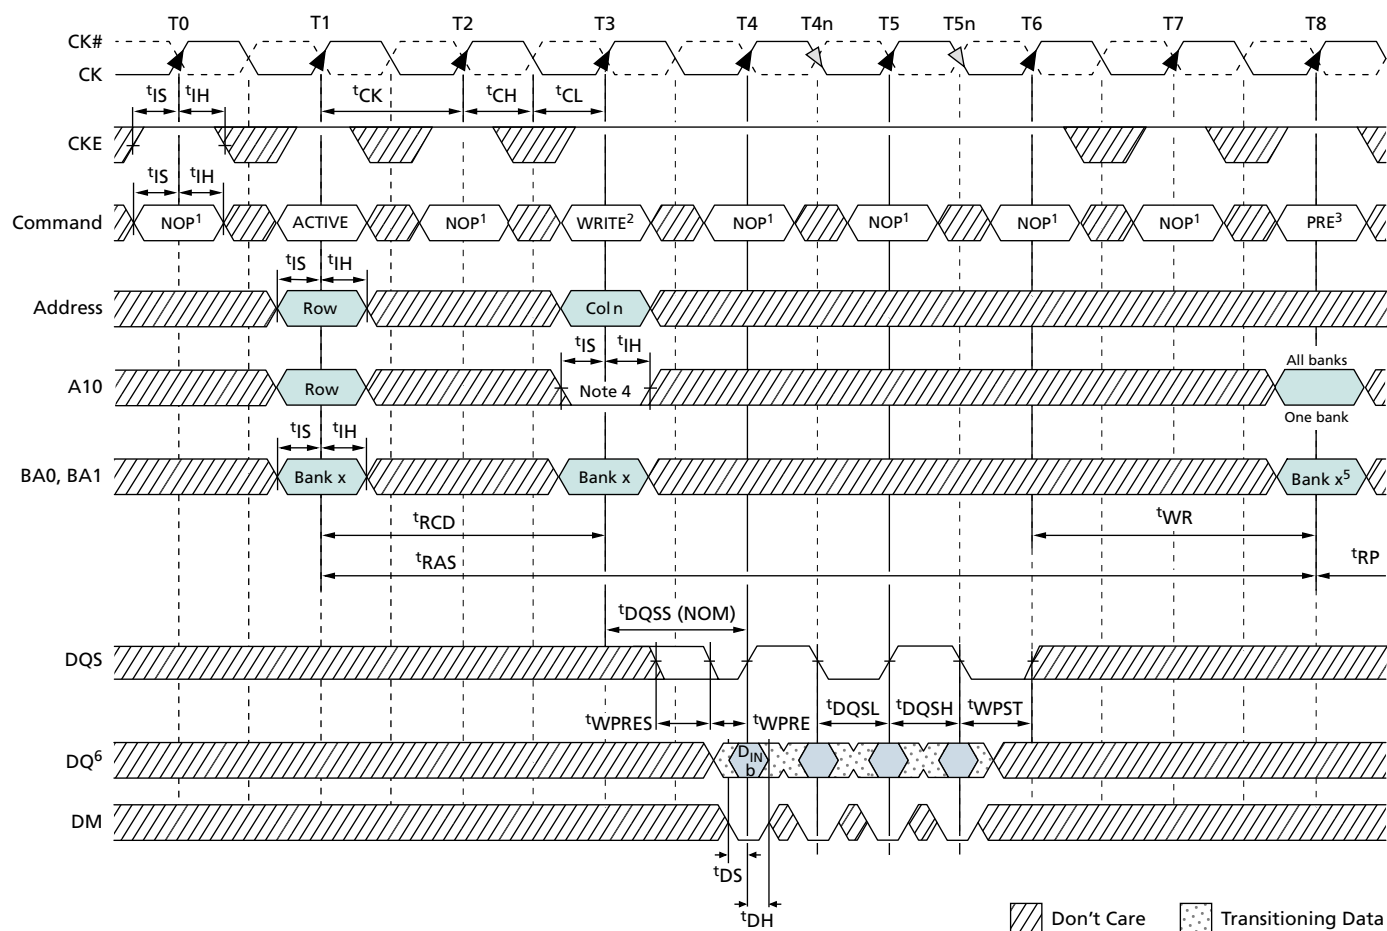 T0 T1 T2 T3 T4 T4n T5 T5n T6 T7 T8
CK#
CK
tIS tIH tCK tCH tCL
CKE
tIS tIH
Command NOP1 ACTIVE NOP1 WRITE2 NOP1 NOP1 NOP1 NOP1 PRE3
tIS tIH
Address Row Col n
tIS tIH
All banks
A10 Row Note 4
One bank
tIS tIH
BA0, BA1 Bank x Bank x Bank x5
tRCD tWR
tRAS tRP
tDQSS (NOM)
DQS
tWPRES tWPRE tDQSL tDQSH tWPST
DQ6 DIN
b
DM
tDS
tDH
Don't Care Transitioning Data